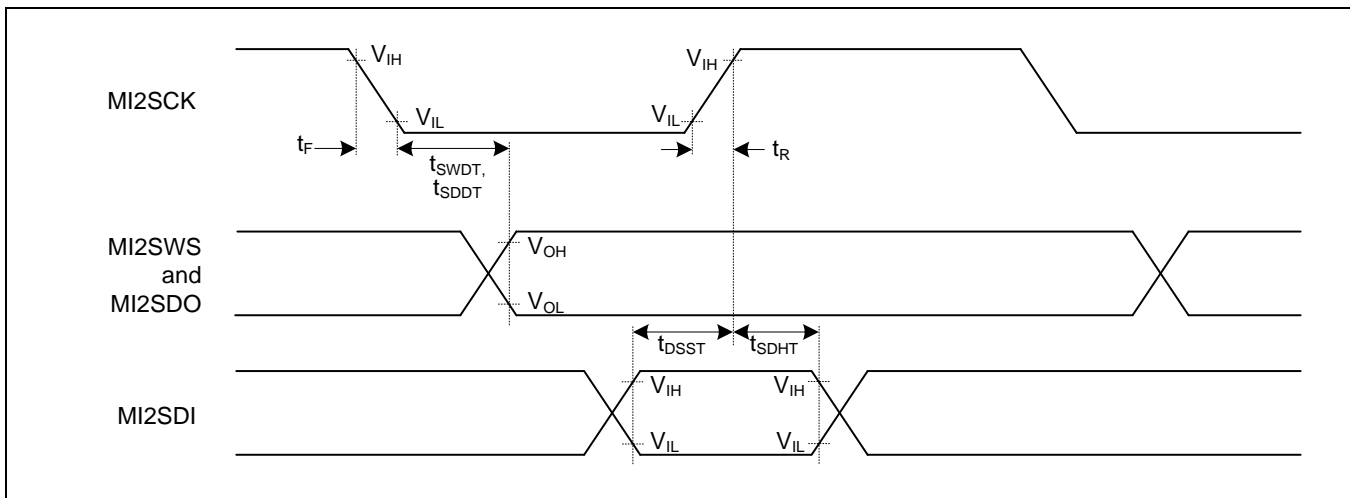 V_IH
V_IH
MI2SCK
V_IL
V_IL
t_F
t_SWDT,
t_SDDT
t_R
MI2SWS
and
MI2SDO
V_OH
V_OL
t_DSST
t_SDHT
V_IH
V_IH
MI2SDI
V_IL
V_IL